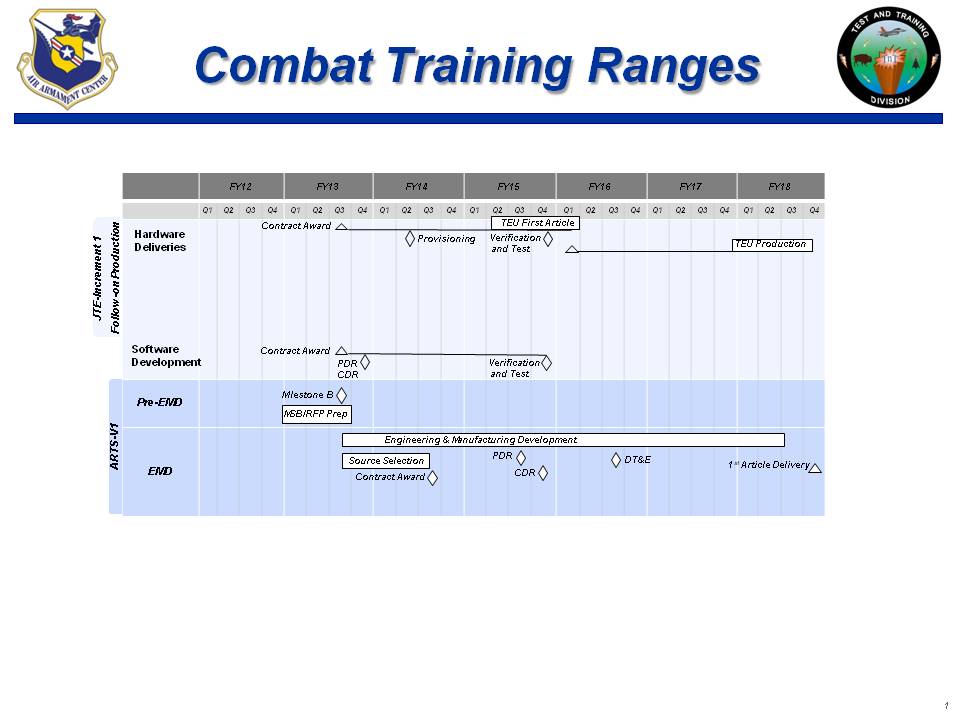 Combat Training Ranges
AIR ARMAMENT CENTER
TEST AND TRAINING
DIVISION
FY12 FY13 FY14 FY15 FY16 FY17 FY18
Q1 Q2 Q3 Q4 Q1 Q2 Q3 Q4 Q1 Q2 Q3 Q4 Q1 Q2 Q3 Q4 Q1 Q2 Q3 Q4 Q1 Q2 Q3 Q4 Q1 Q2 Q3 Q4
JTE-Increment 1
Follow-on Production
Hardware
Deliveries
Contract Award
TEU First Article
Provisioning
Verification
and Test
TEU Production
Software
Development
Contract Award
PDR
CDR
Verification
and Test
ARTS-V1
Pre-EMD
Milestone B
MSB/RFP Prep
EMD
Engineering & Manufacturing Development
Source Selection
Contract Award
PDR
CDR
DT&E
1st Article Delivery
1